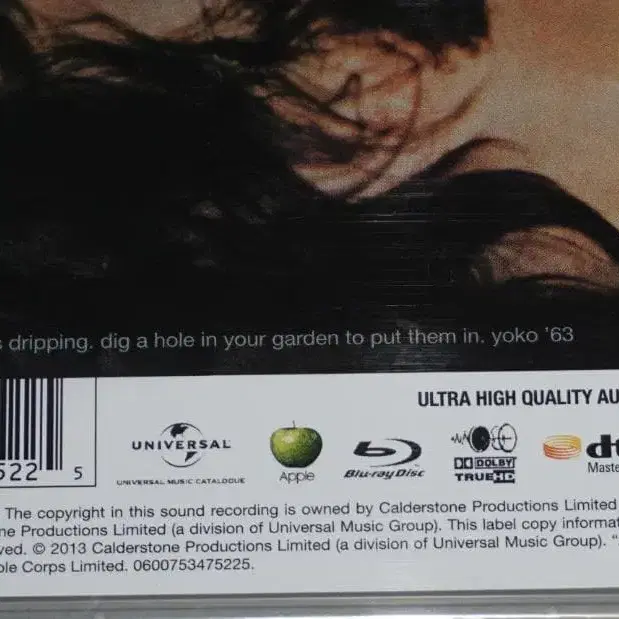 s dripping. dig a hole in your garden to put them in. yoko '63
ULTRA HIGH QUALITY AU
522 5
UNIVERSAL
UNIVERSAL MUSIC CATALOGUE
Apple
Blu-ray Disc
DOLBY
TRUEHD
dt
Maste
The copyright in this sound recording is owned by Calderstone Productions Limited
ne Productions Limited (a division of Universal Music Group). This label copy informat
ved. © 2013 Calderstone Productions Limited (a division of Universal Music Group). "
ple Corps Limited. 0600753475225.